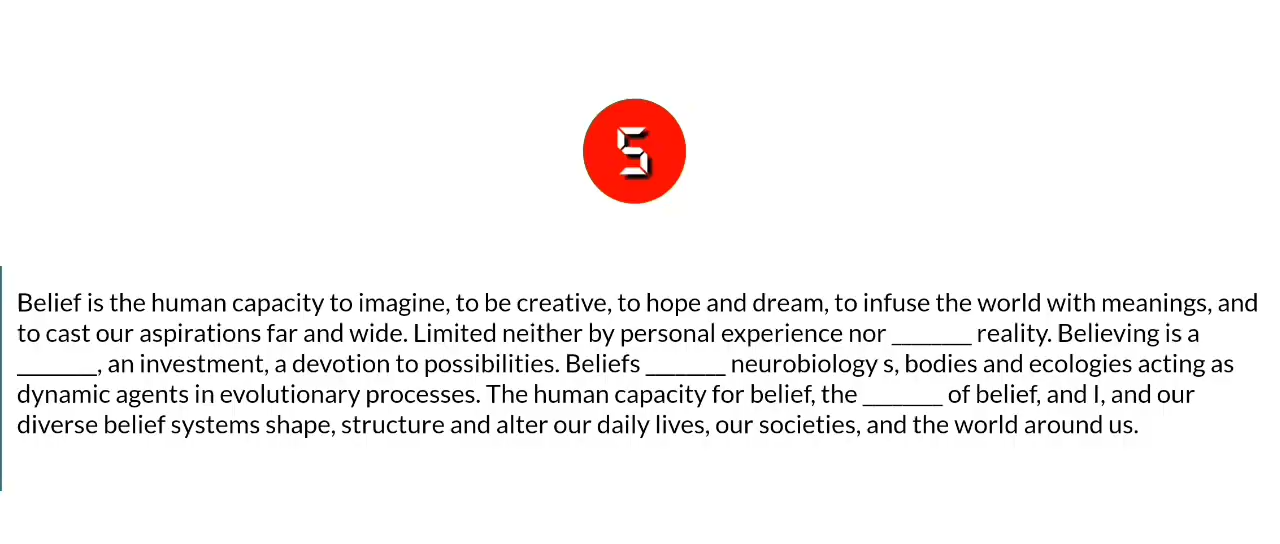 5
Belief is the human capacity to imagine, to be creative, to hope and dream, to infuse the world with meanings, and
to cast our aspirations far and wide. Limited neither by personal experience nor _______ reality. Believing is a
_______, an investment, a devotion to possibilities. Beliefs _______ neurobiology s, bodies and ecologies acting as
dynamic agents in evolutionary processes. The human capacity for belief, the _______ of belief, and I, and our
diverse belief systems shape, structure and alter our daily lives, our societies, and the world around us.